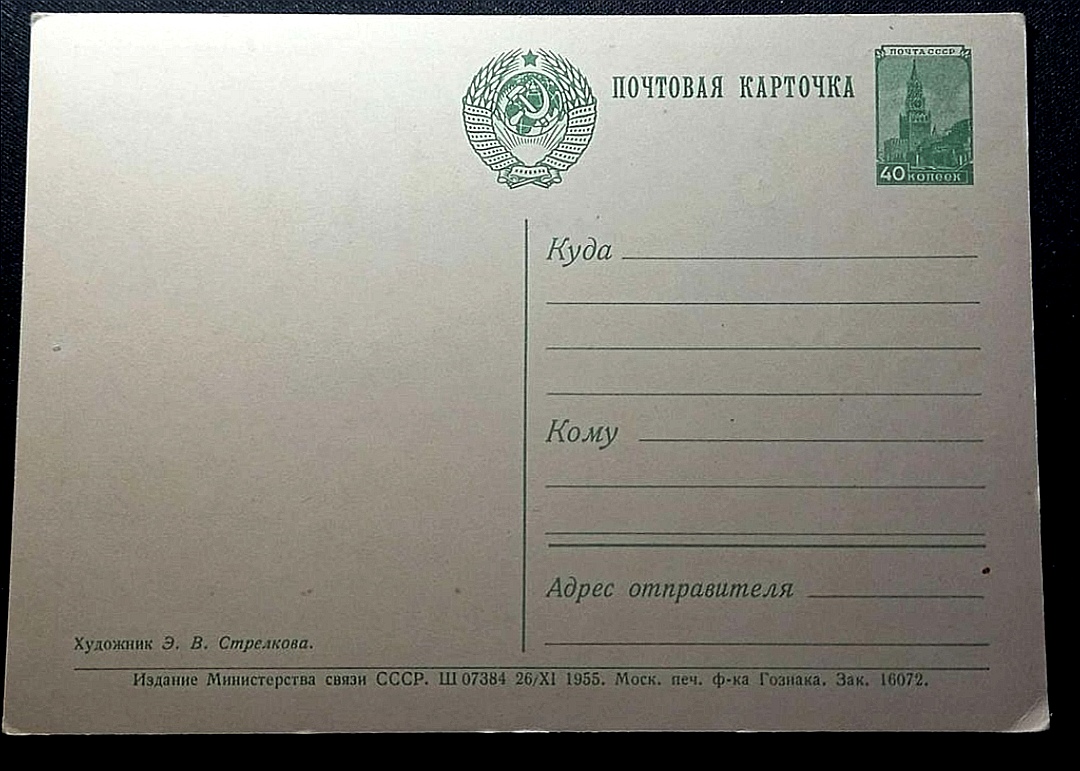 ПОЧТОВАЯ КАРТОЧКА
ПОЧТА СССР
40 КОПЕЕК
Куда
Кому
Адрес отправителя
Художник Э. В. Стрелкова.
Издание Министерства связи СССР. Ш 07384 26/XI 1955. Моск. печ. ф-ка Гознака. Зак. 16072.